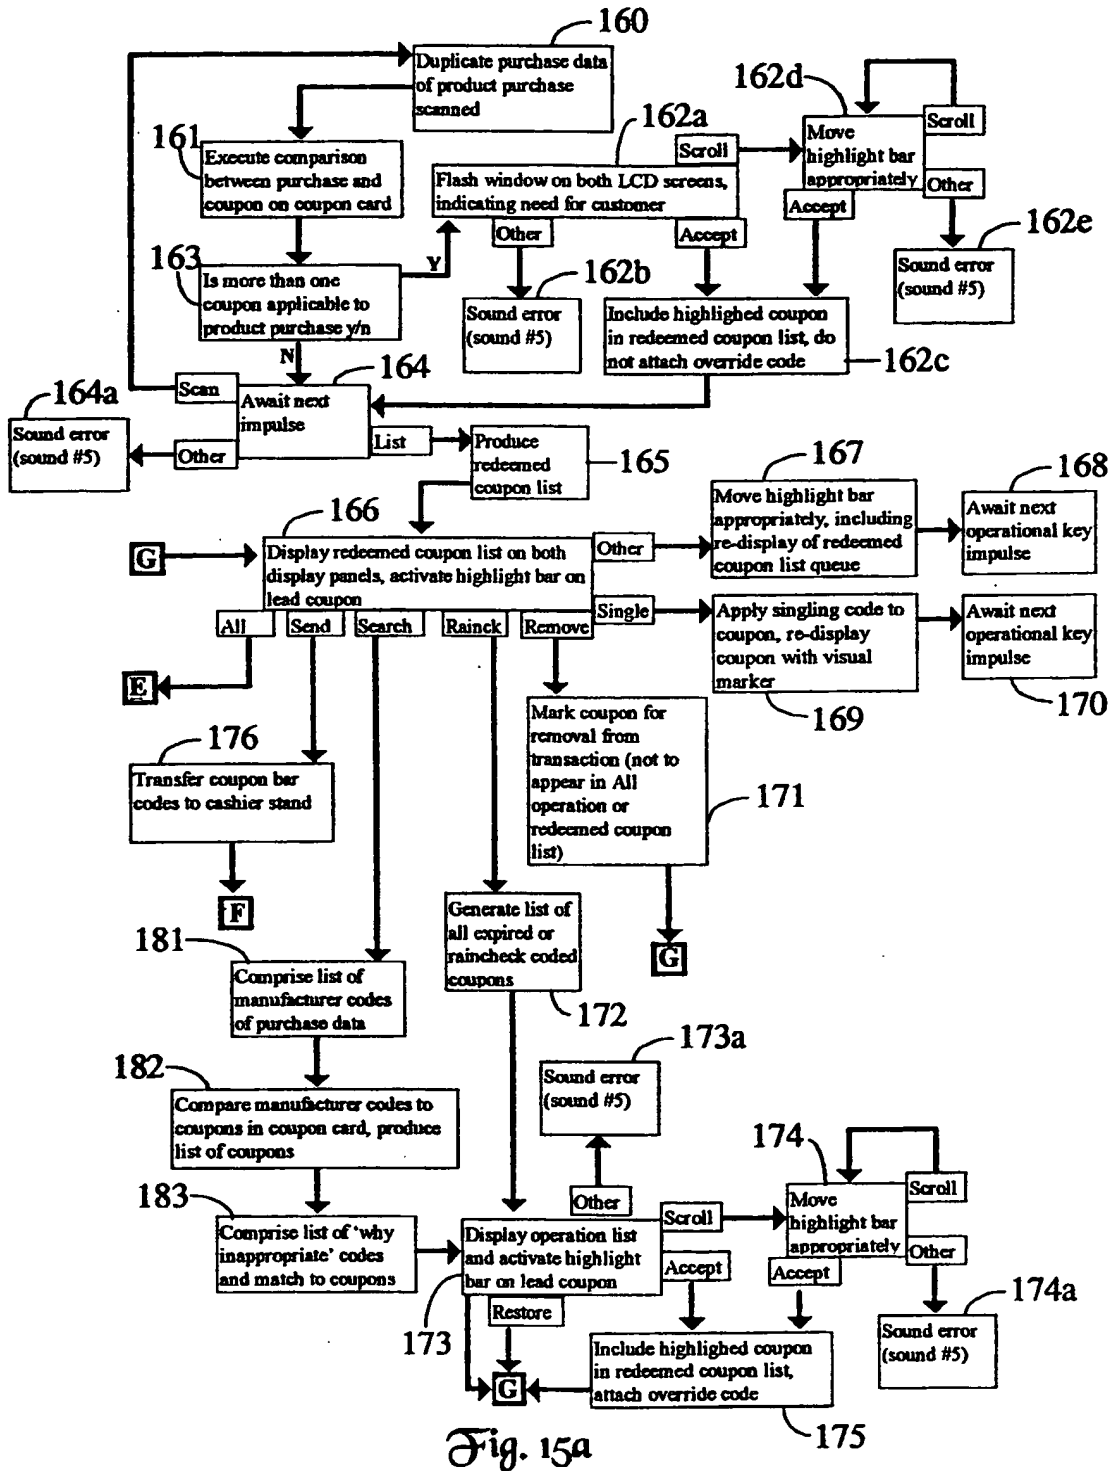 160
Duplicate purchase data
of product purchase
scanned
162d
Scroll
Move
highlight bar
appropriately
Other
Accept
162a
Scroll
161
Execute comparison
between purchase and
coupon on coupon card
Flash window on both LCD screens,
indicating need for customer
Other
Accept
162e
Sound error
(sound #5)
163
Y
Is more than one
coupon applicable to
product purchase y/n
162b
Sound error
(sound #5)
Include highlighed coupon
in redeemed coupon list, do
not attach override code
162c
N
164
Scan
Await next
impulse
164a
Sound error
(sound #5)
Other
List
Produce
redeemed
coupon list
165
167
Move highlight bar
appropriately, including
re-display of redeemed
coupon list queue
168
Await next
operational key
impulse
166
G
Display redeemed coupon list on both
display panels, activate highlight bar on
lead coupon
Other
Single
All
Send
Search
Rainck
Remove
Apply singling code to
coupon, re-display
coupon with visual
marker
169
Await next
operational key
impulse
170
E
176
Transfer coupon bar
codes to cashier stand
F
Mark coupon for
removal from
transaction (not to
appear in All
operation or
redeemed coupon
list)
171
G
Generate list of
all expired or
raincheck coded
coupons
172
181
Comprise list of
manufacturer codes
of purchase data
182
Compare manufacturer codes to
coupons in coupon card, produce
list of coupons
183
Comprise list of 'why
inappropriate' codes
and match to coupons
173a
Sound error
(sound #5)
Other
Display operation list
and activate highlight
bar on lead coupon
Scroll
Accept
Restore
173
174
Move
highlight bar
appropriately
Scroll
Other
Accept
174a
Sound error
(sound #5)
G
Include highlighed coupon
in redeemed coupon list,
attach override code
175
Fig. 15a